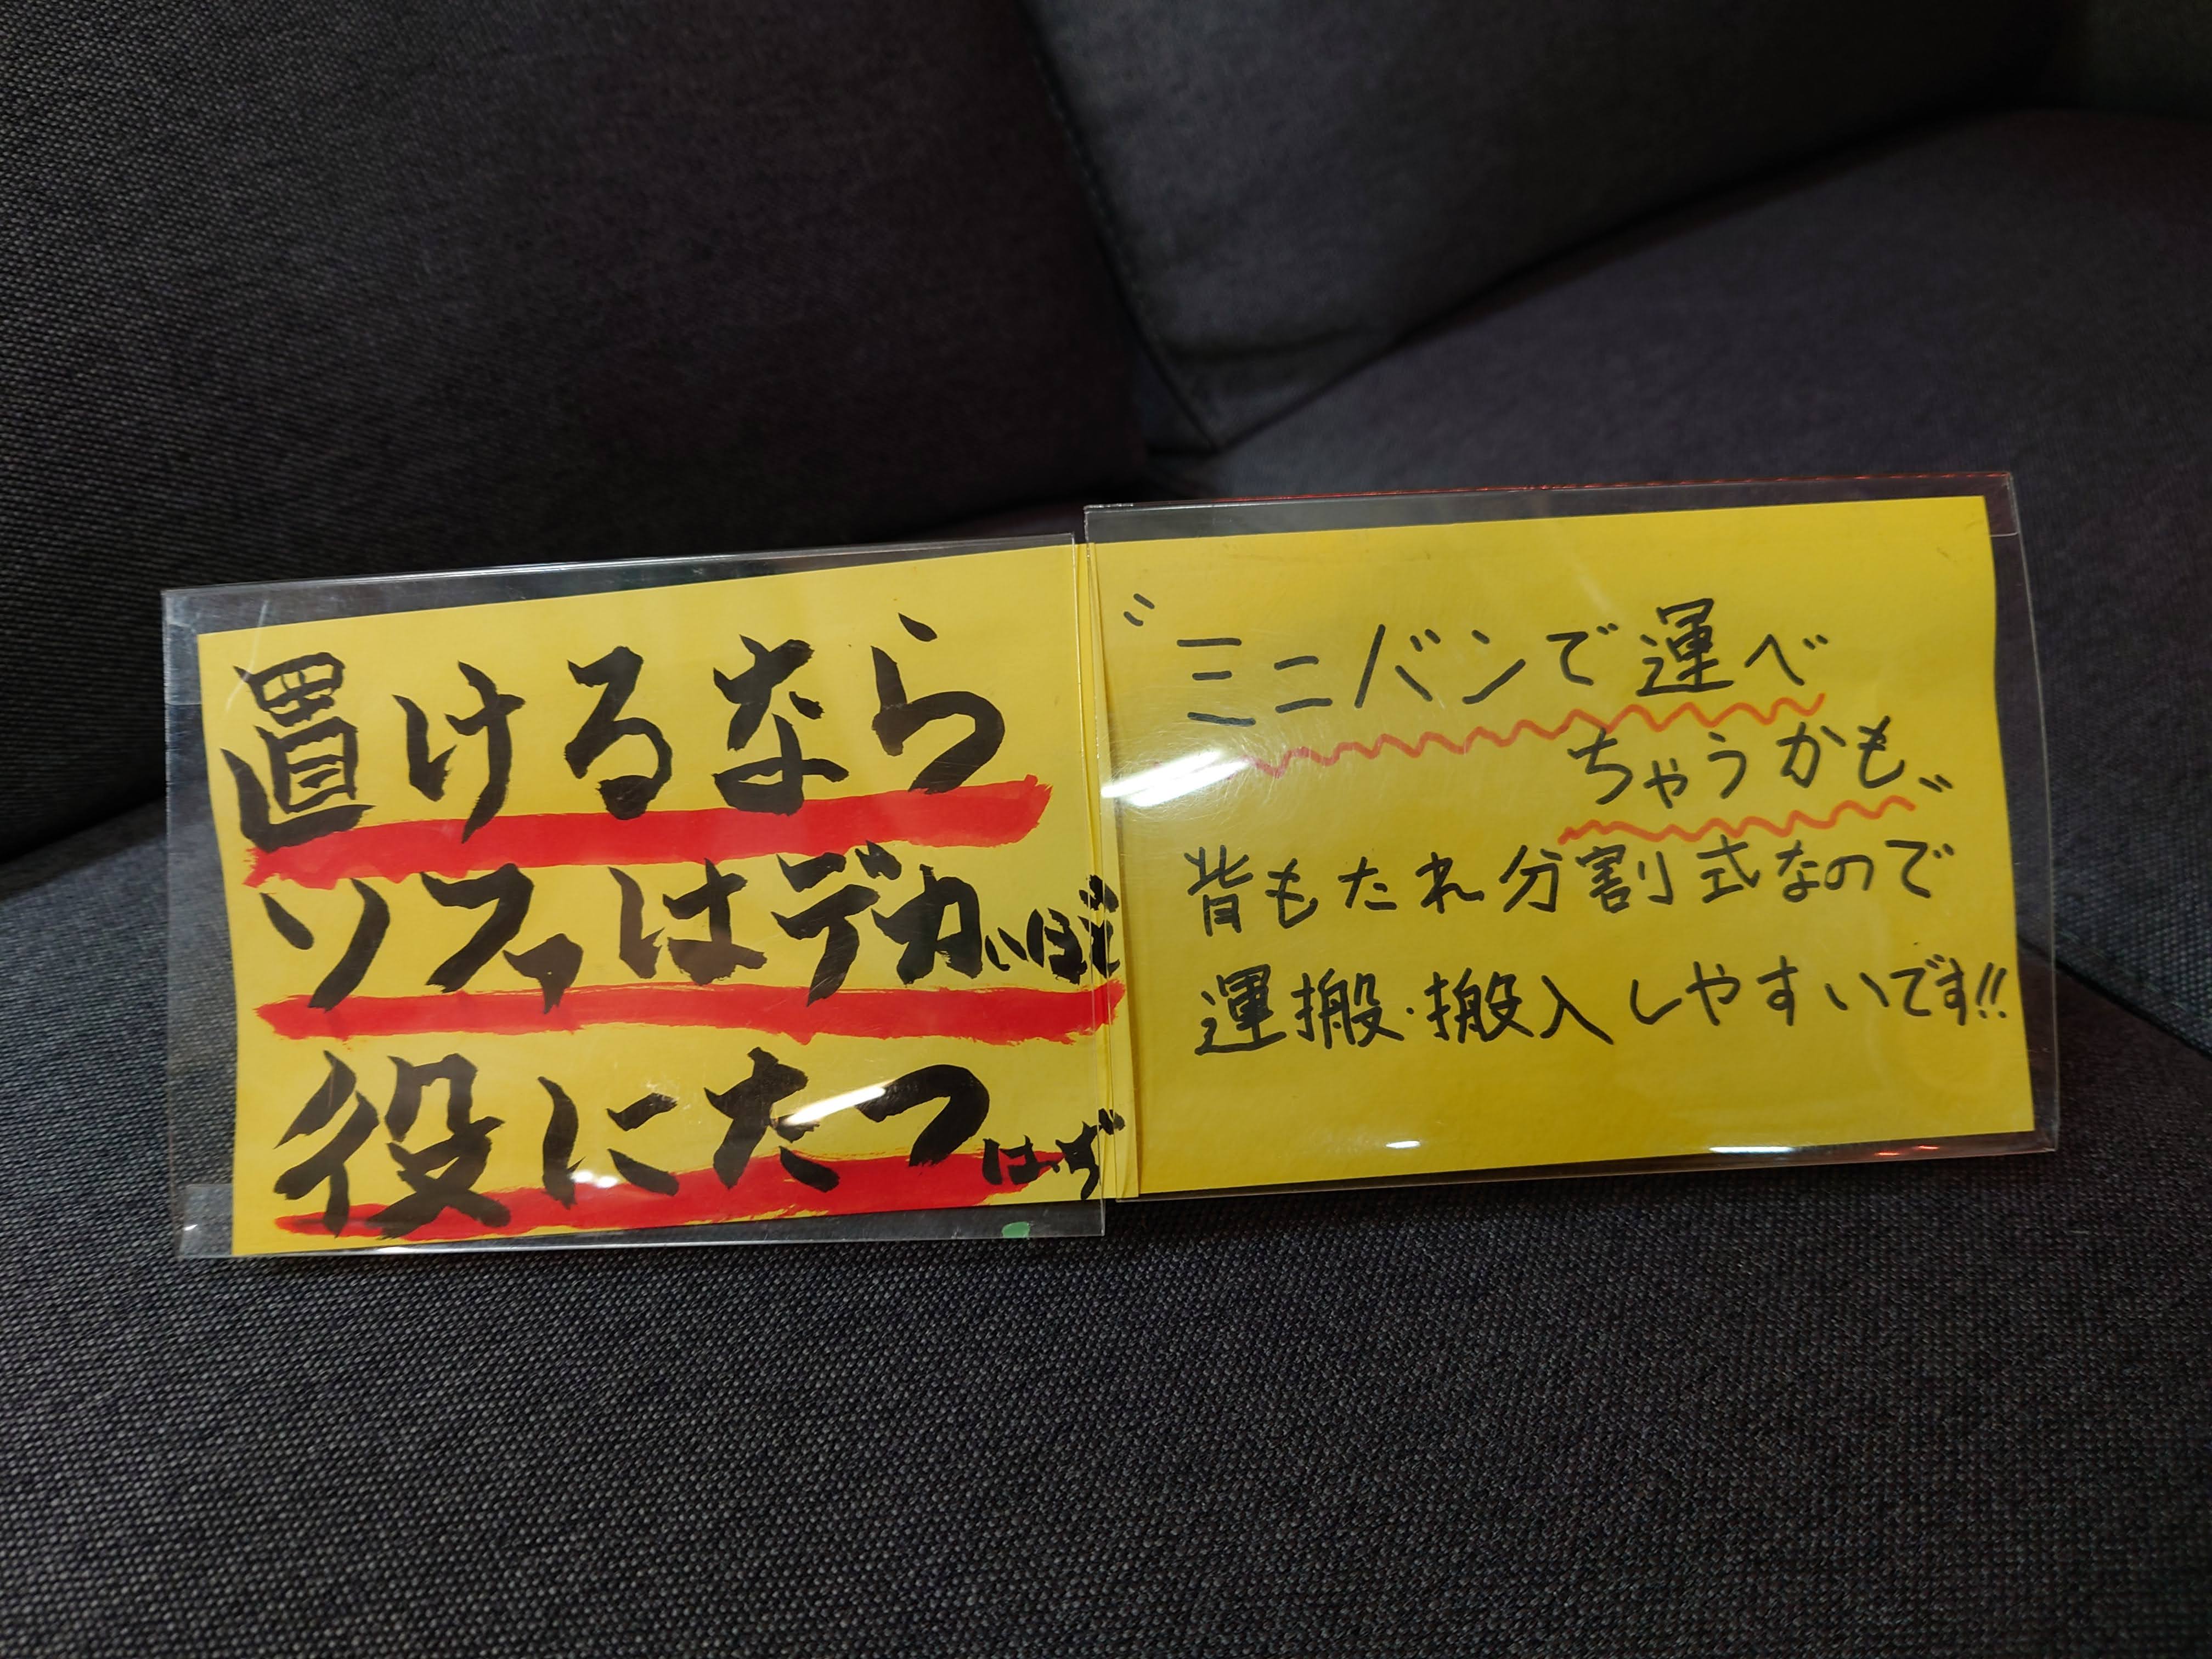 置けるなら
ソファはデカいほど
役にたつはず
〝ミニバンで運べ
ちゃうかも〟
背もたれ分割式なので
運搬・搬入しやすいです!!